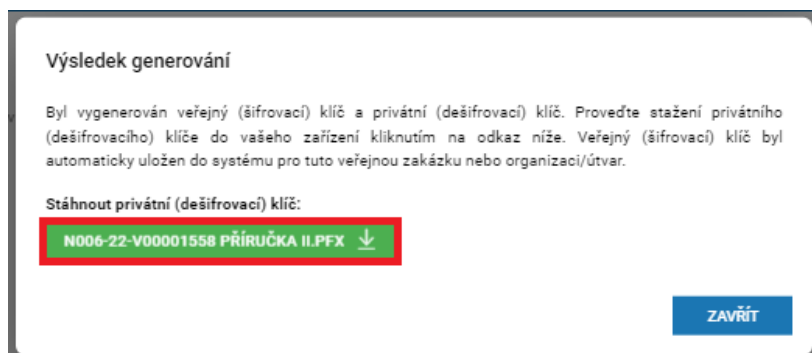 Výsledek generování
Byl vygenerován veřejný (šifrovací) klíč a privátní (dešifrovací) klíč. Proveďte stažení privátního
(dešifrovacího) klíče do vašeho zařízení kliknutím na odkaz níže. Veřejný (šifrovací) klíč byl
automaticky uložen do systému pro tuto veřejnou zakázku nebo organizaci/útvar.
Stáhnout privátní (dešifrovací) klíč:
N006-22-V00001558 PŘÍRUČKA II.PFX
ZAVŘÍT